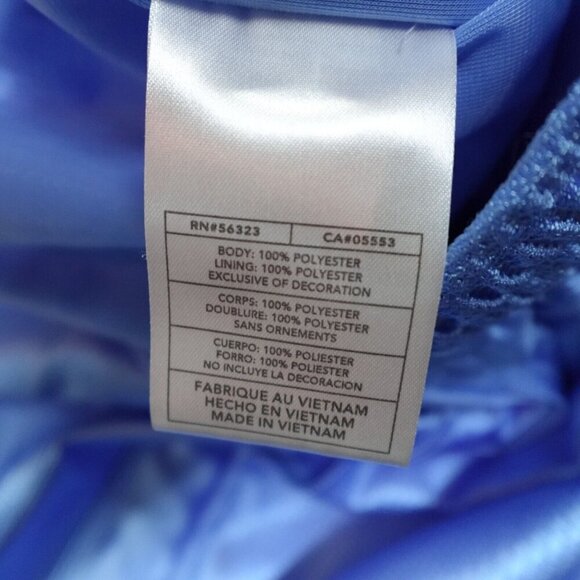 RN#56323 CA#05553
BODY: 100% POLYESTER
LINING: 100% POLYESTER
EXCLUSIVE OF DECORATION
CORPS: 100% POLYESTER
DOUBLURE: 100% POLYESTER
SANS ORNEMENTS
CUERPO: 100% POLIESTER
FORRO: 100% POLIESTER
NO INCLUYE LA DECORACION
FABRIQUE AU VIETNAM
HECHO EN VIETNAM
MADE IN VIETNAM